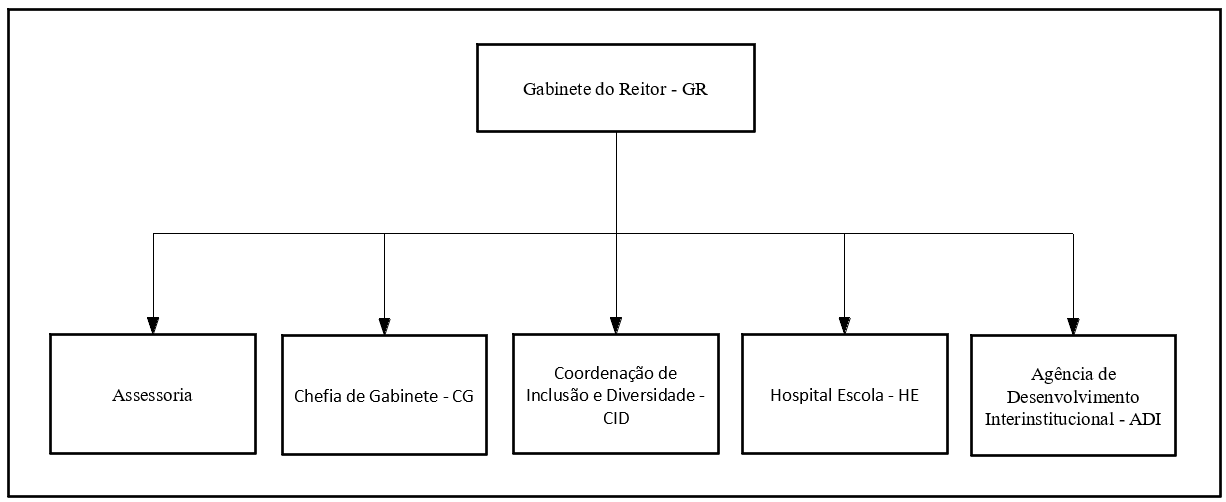 Gabinete do Reitor - GR
Assessoria
Chefia de Gabinete - CG
Coordenação de
Inclusão e Diversidade -
CID
Hospital Escola - HE
Agência de
Desenvolvimento
Interinstitucional - ADI